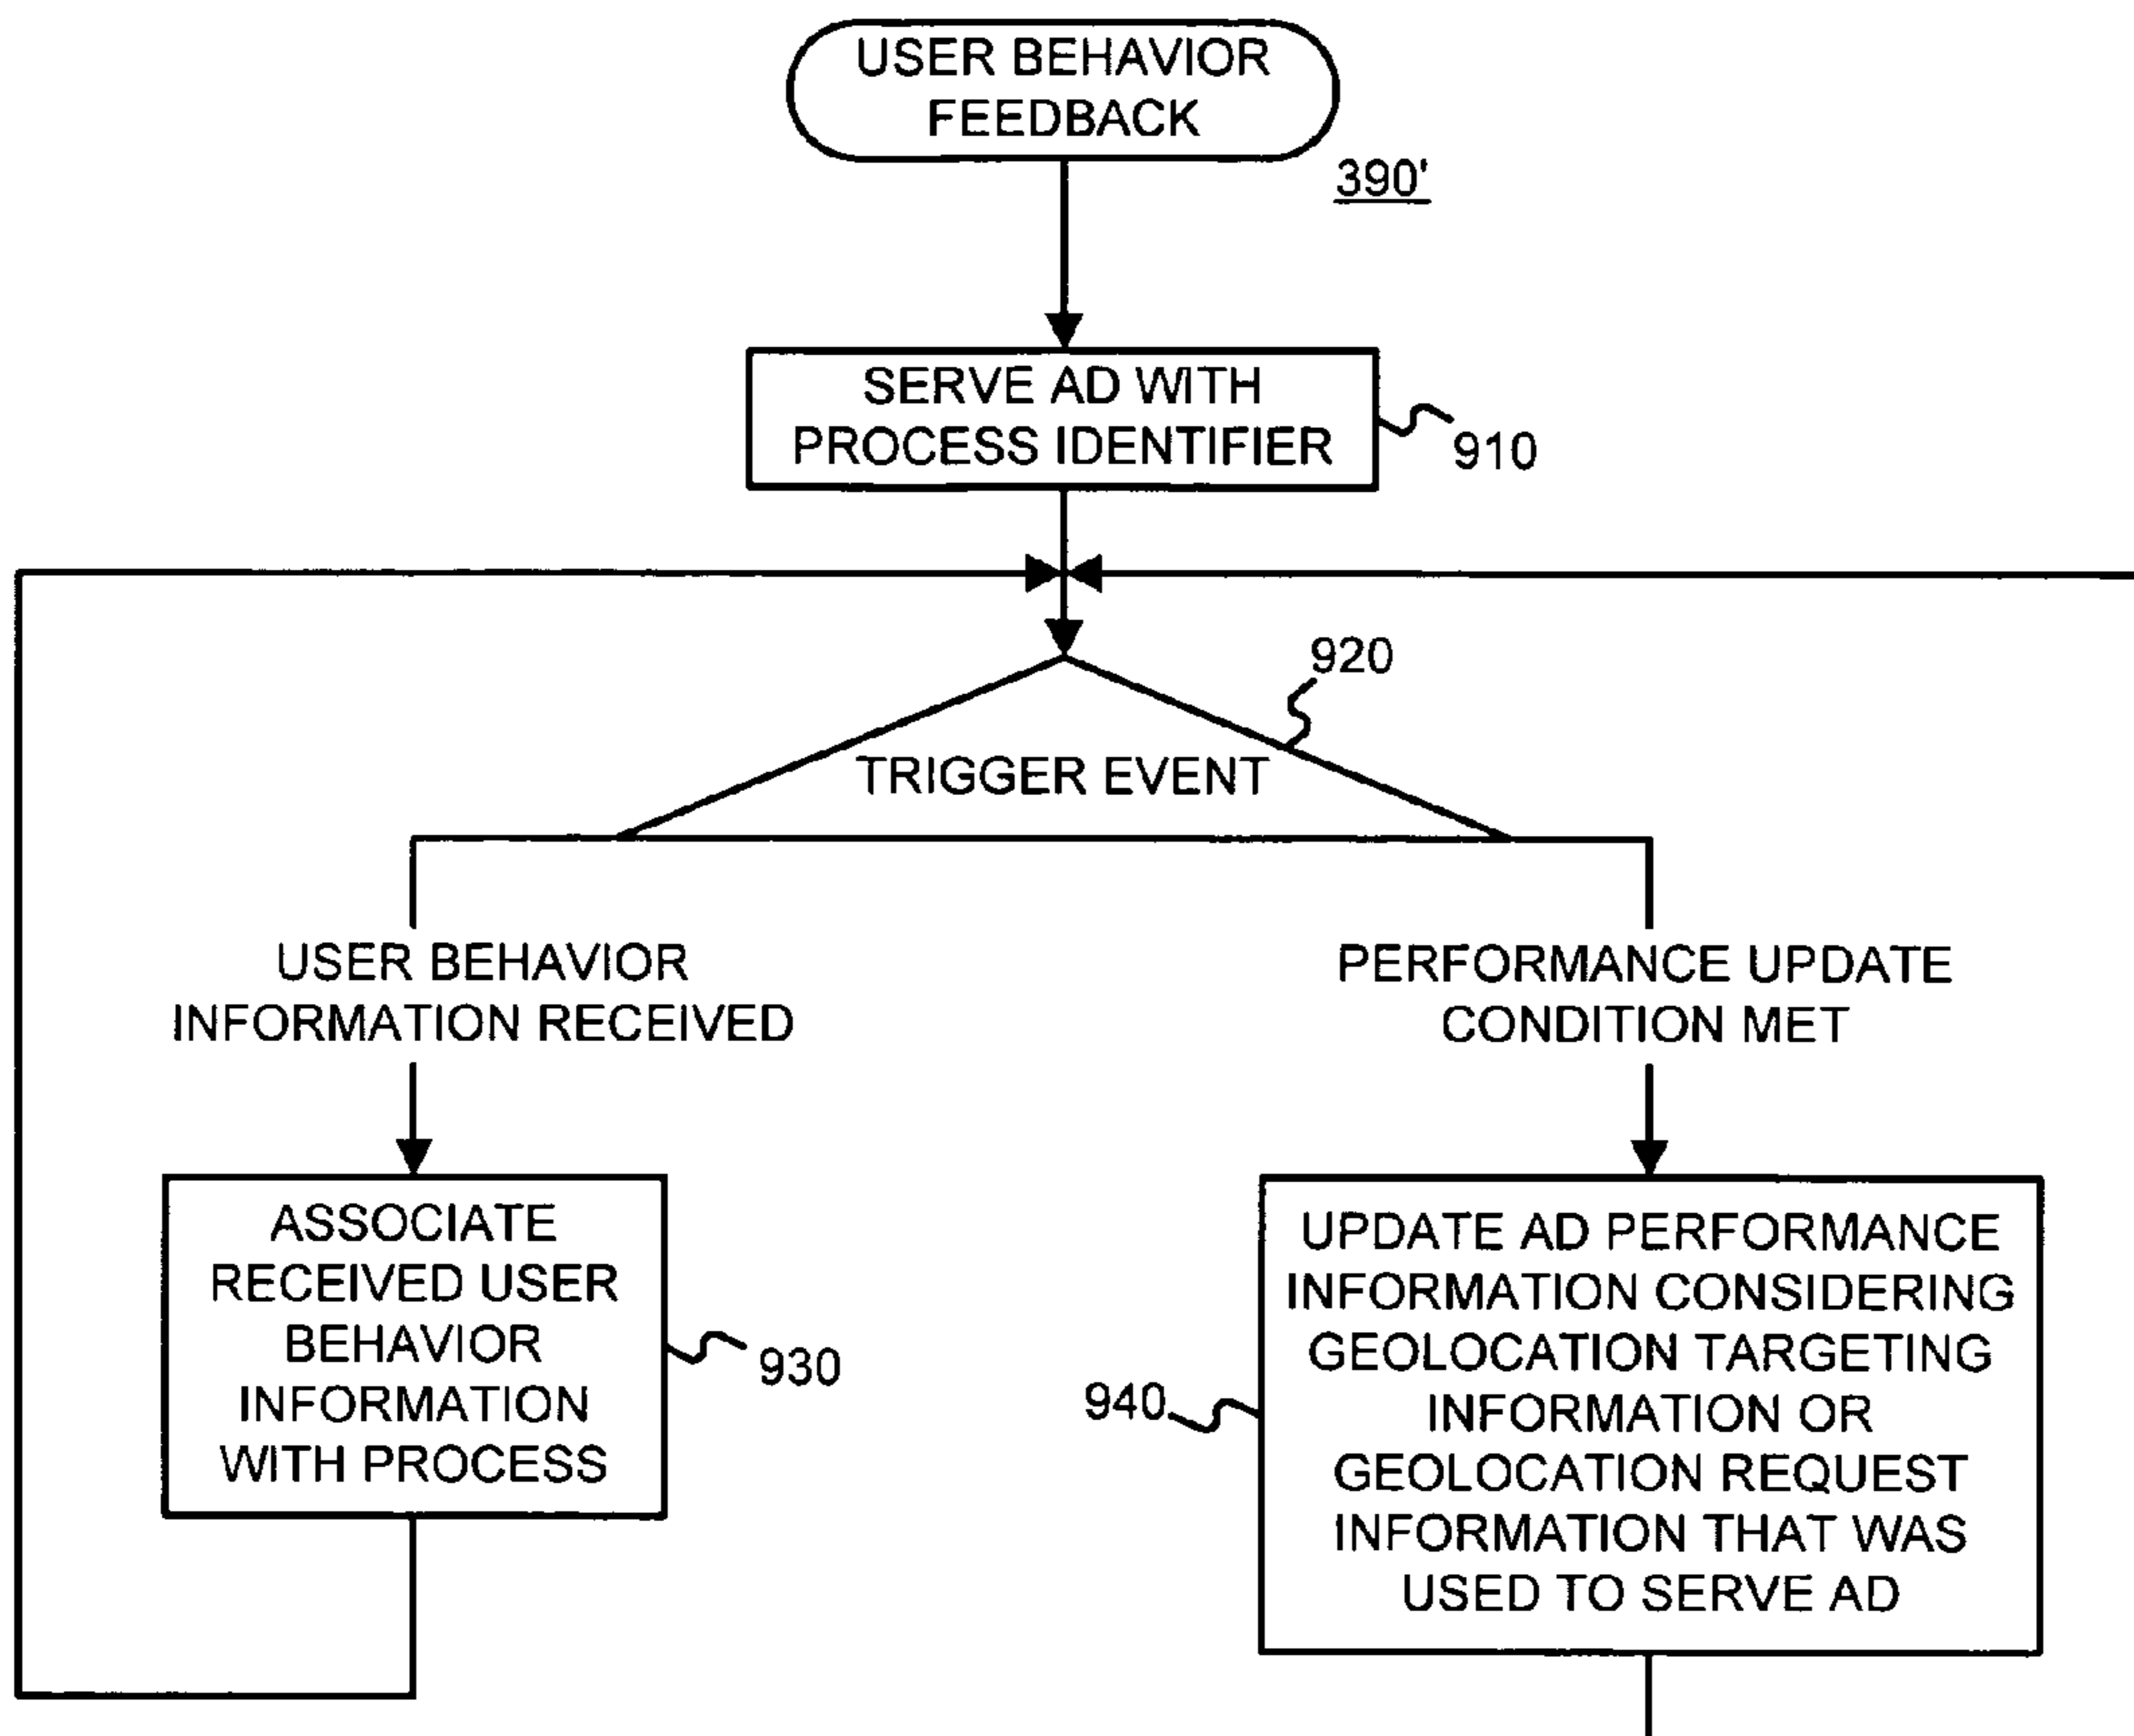 USER BEHAVIOR
FEEDBACK
390'
SERVE AD WITH
PROCESS IDENTIFIER
910
920
TRIGGER EVENT
USER BEHAVIOR
INFORMATION RECEIVED
PERFORMANCE UPDATE
CONDITION MET
ASSOCIATE
RECEIVED USER
BEHAVIOR
INFORMATION
WITH PROCESS
930
940
UPDATE AD PERFORMANCE
INFORMATION CONSIDERING
GEOLOCATION TARGETING
INFORMATION OR
GEOLOCATION REQUEST
INFORMATION THAT WAS
USED TO SERVE AD